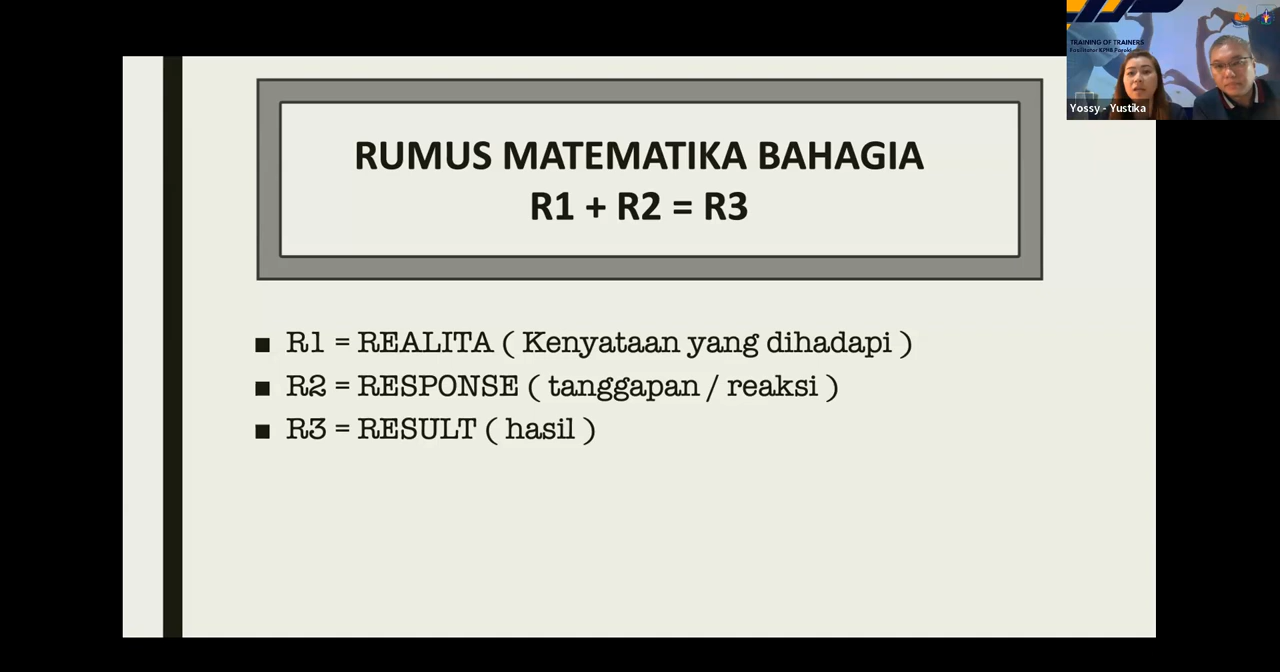 RUMUS MATEMATIKA BAHAGIA
R1 + R2 = R3
■ R1 = REALITA ( Kenyataan yang dihadapi )
■ R2 = RESPONSE ( tanggapan / reaksi )
■ R3 = RESULT ( hasil )
TRAINING OF TRAINERS
Yossy - Yustika